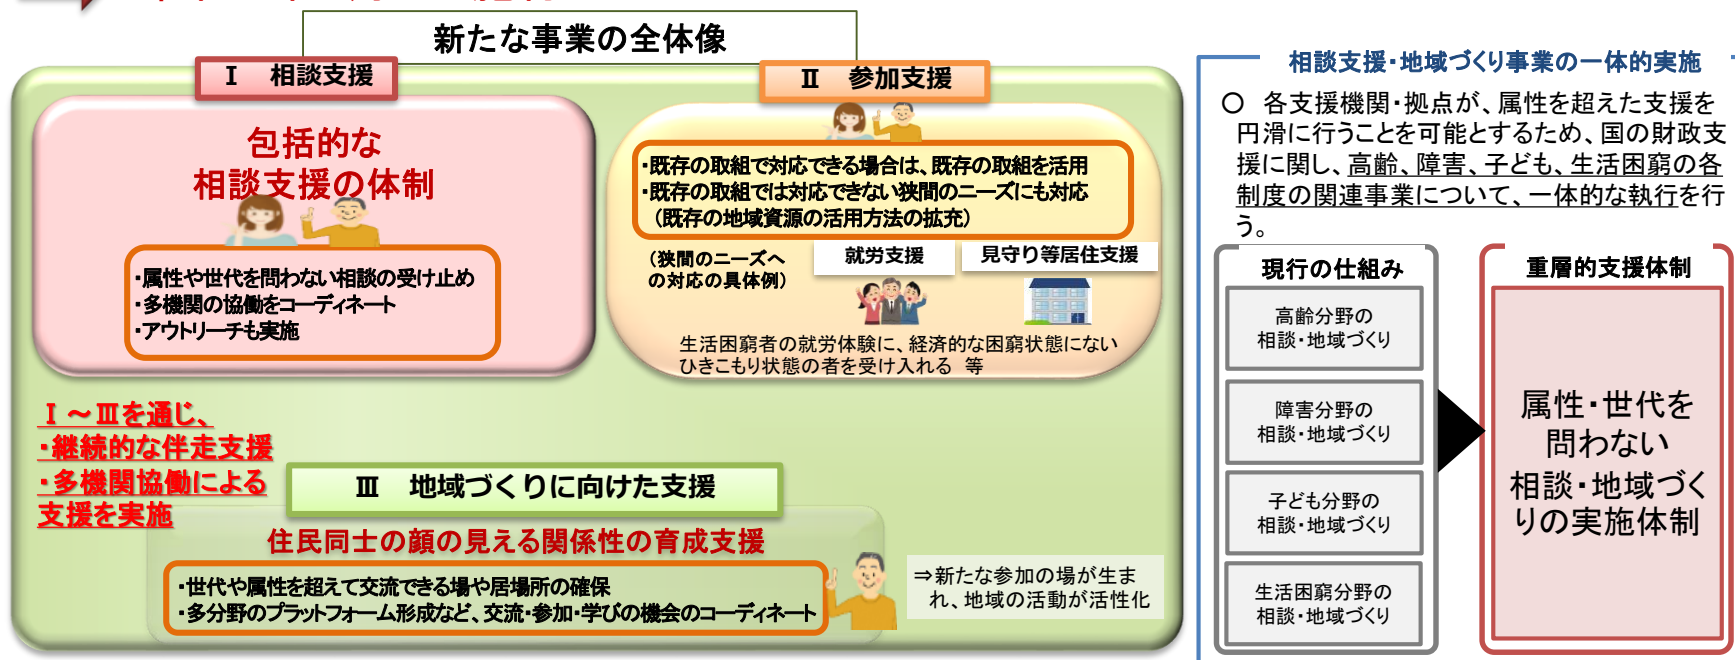 新たな事業の全体像
Ⅰ 相談支援
包括的な
相談支援の体制
・属性や世代を問わない相談の受け止め
・多機関の協働をコーディネート
・アウトリーチも実施
Ⅱ 参加支援
・既存の取組で対応できる場合は、既存の取組を活用
・既存の取組では対応できない狭間のニーズにも対応
（既存の地域資源の活用方法の拡充）
（狭間のニーズへ
の対応の具体例）
就労支援
見守り等居住支援
生活困窮者の就労体験に、経済的な困窮状態にない
ひきこもり状態の者を受け入れる 等
Ⅰ～Ⅲを通じ、
・継続的な伴走支援
・多機関協働による
支援を実施
Ⅲ 地域づくりに向けた支援
住民同士の顔の見える関係性の育成支援
・世代や属性を超えて交流できる場や居場所の確保
・多分野のプラットフォーム形成など、交流・参加・学びの機会のコーディネート
⇒新たな参加の場が生ま
れ、地域の活動が活性化
相談支援・地域づくり事業の一体的実施
○ 各支援機関・拠点が、属性を超えた支援を
円滑に行うことを可能とするため、国の財政支
援に関し、高齢、障害、子ども、生活困窮の各
制度の関連事業について、一体的な執行を行
う。
現行の仕組み
高齢分野の
相談・地域づくり
障害分野の
相談・地域づくり
子ども分野の
相談・地域づくり
生活困窮分野の
相談・地域づくり
重層的支援体制
属性・世代を
問わない
相談・地域づく
りの実施体制